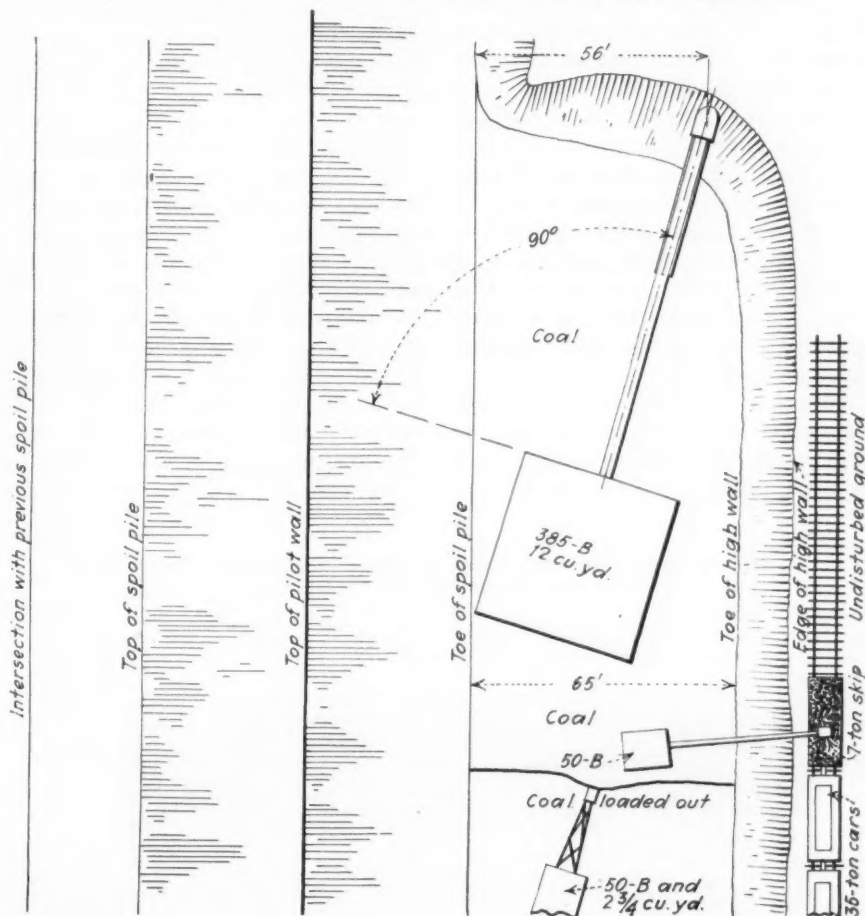 56'
90°
Coal
385-B
12 cu. yd.
Intersection with previous spoil pile
Top of spoil pile
Top of pilot wall
Toe of spoil pile
Toe of high wall
Edge of high wall
Undisturbed ground
65'
Coal
50-B
7-ton skip
Coal loaded out
50-B and
2 3/4 cu. yd.
36-ton cars